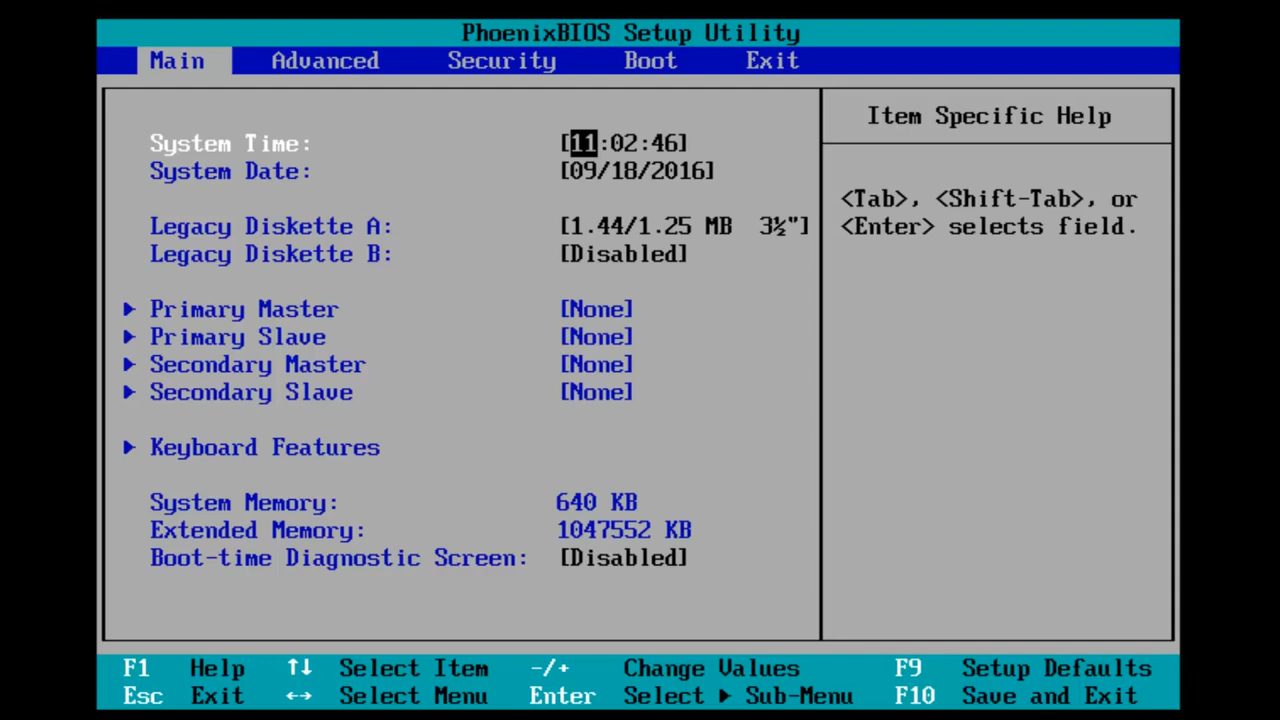 PhoenixBIOS Setup Utility
Main Advanced Security Boot Exit
System Time: [11:02:46]
System Date: [09/18/2016]
Legacy Diskette A: [1.44/1.25 MB 3½"]
Legacy Diskette B: [Disabled]
Primary Master [None]
Primary Slave [None]
Secondary Master [None]
Secondary Slave [None]
Keyboard Features
System Memory: 640 KB
Extended Memory: 1047552 KB
Boot-time Diagnostic Screen: [Disabled]
Item Specific Help
<Tab>, <Shift-Tab>, or
<Enter> selects field.
F1 Help ↑↓ Select Item -/+ Change Values F9 Setup Defaults
Esc Exit ↔ Select Menu Enter Select ▶ Sub-Menu F10 Save and Exit